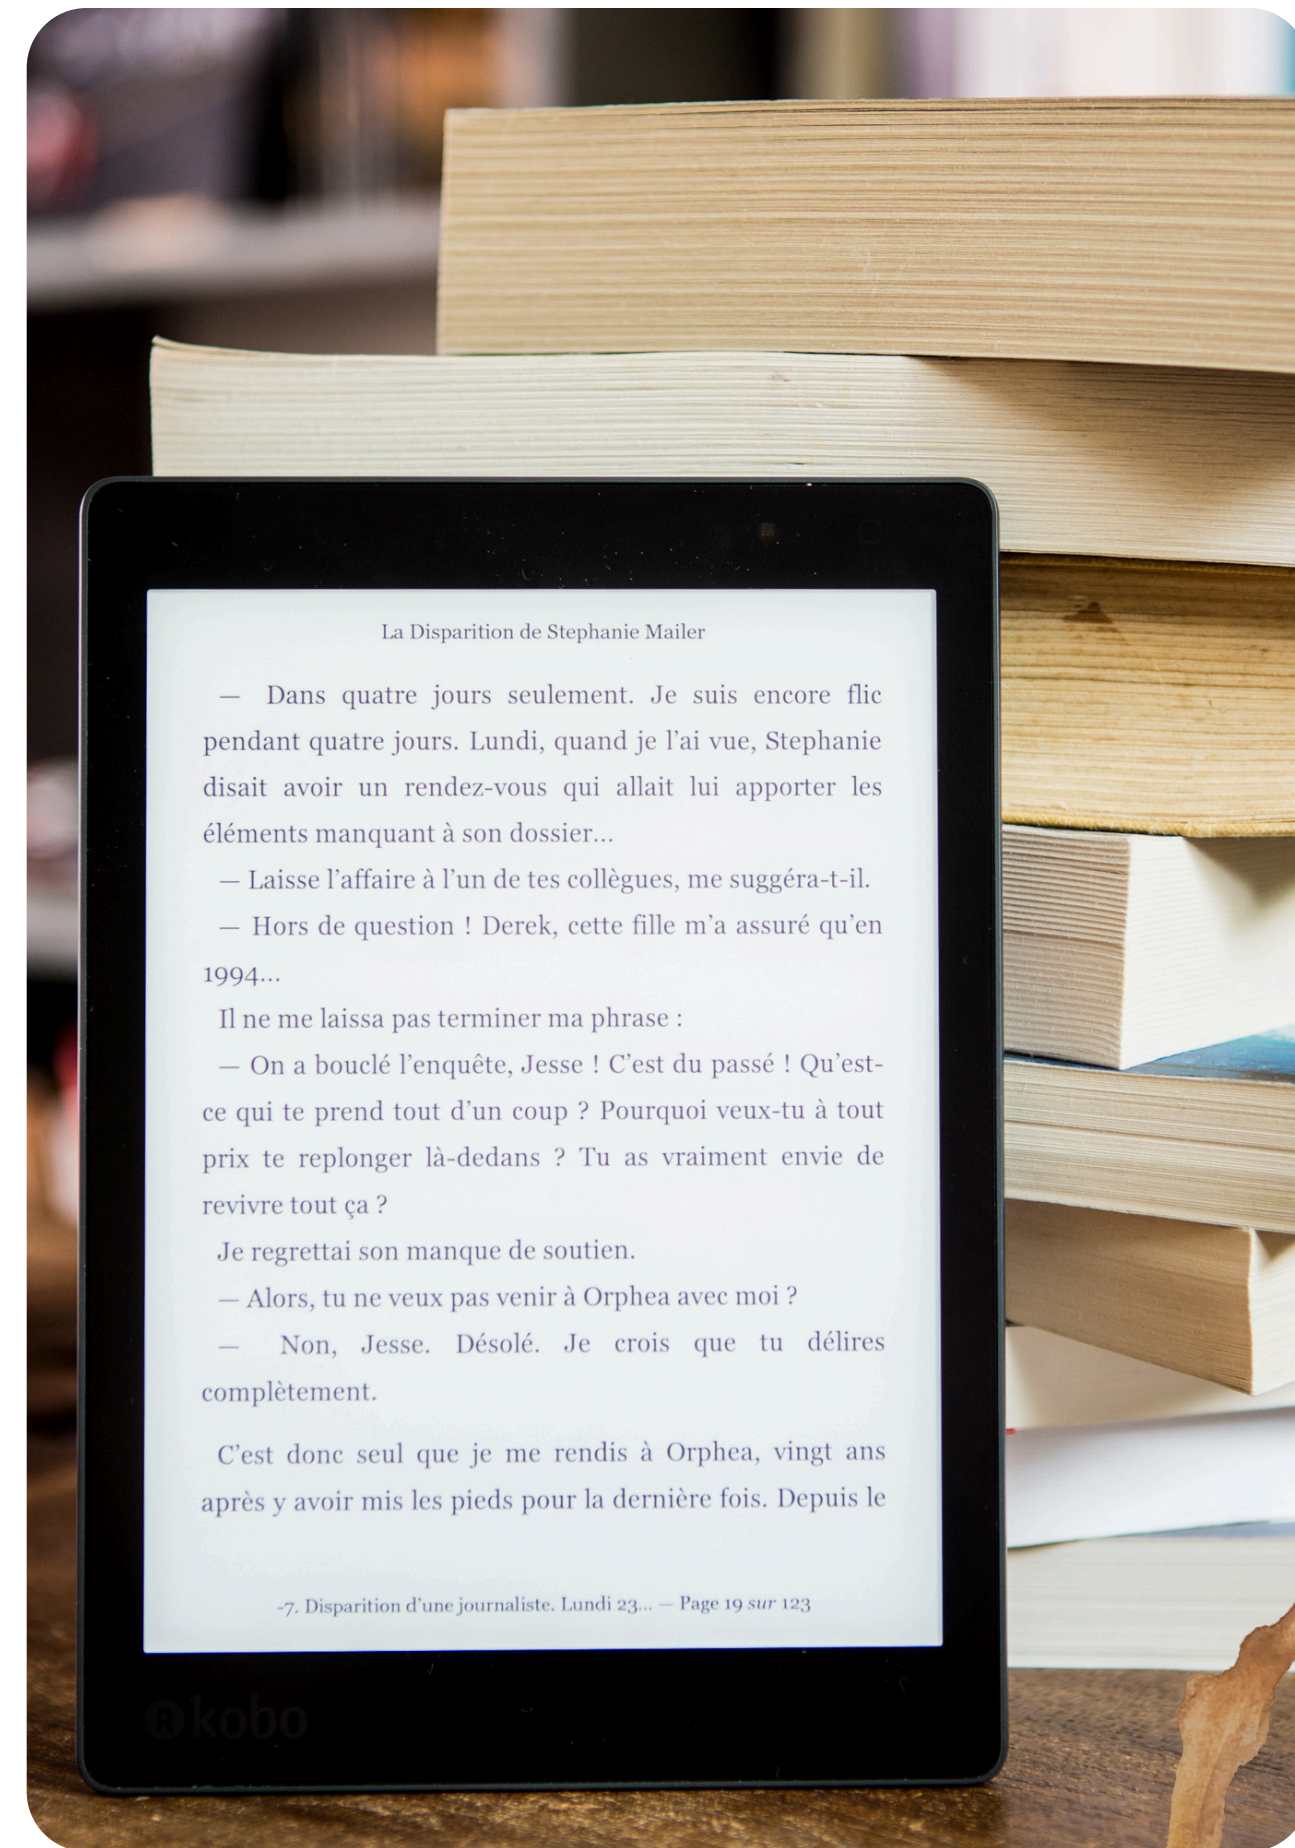 La Disparition de Stephanie Mailer
— Dans quatre jours seulement. Je suis encore flic
pendant quatre jours. Lundi, quand je l’ai vue, Stephanie
disait avoir un rendez-vous qui allait lui apporter les
éléments manquant à son dossier…
— Laisse l’affaire à l’un de tes collègues, me suggéra-t-il.
— Hors de question ! Derek, cette fille m’a assuré qu’en
1994…
Il ne me laissa pas terminer ma phrase :
— On a bouclé l’enquête, Jesse ! C’est du passé ! Qu’est-
ce qui te prend tout d’un coup ? Pourquoi veux-tu à tout
prix te replonger là-dedans ? Tu as vraiment envie de
revivre tout ça ?
Je regrettai son manque de soutien.
— Alors, tu ne veux pas venir à Orphea avec moi ?
— Non, Jesse. Désolé. Je crois que tu délires
complètement.
C’est donc seul que je me rendis à Orphea, vingt ans
après y avoir mis les pieds pour la dernière fois. Depuis le
-7. Disparition d’une journaliste. Lundi 23… — Page 19 sur 123
kobo